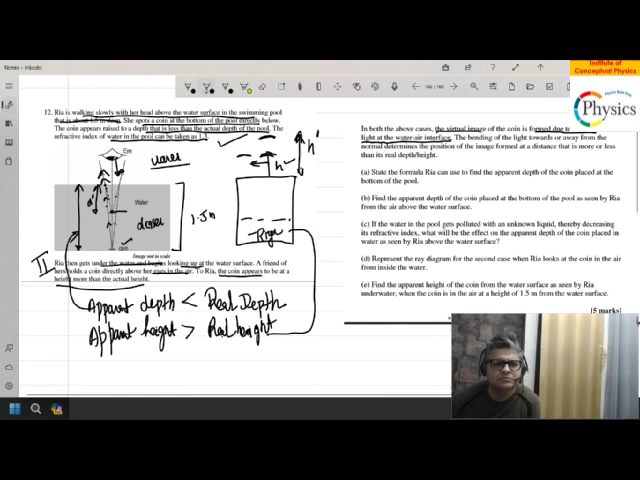 Notes - Inkodo
Institute of
Conceptual Physics
Physics
12. Ria is walking slowly with her head above the water surface in the swimming pool
that is about 1.5 m deep. She spots a coin at the bottom of the pool directly below.
The coin appears raised to a depth that is less than the actual depth of the pool. The
refractive index of water in the pool can be taken as 1.3
Eye
rarer
Water
denser
d'
1.5m
coin
Image not to scale
h
h'
Riya
II
Ria then gets under the water and begins looking up at the water surface. A friend of
hers holds a coin directly above her eyes in the air. To Ria, the coin appears to be at a
height more than the actual height.
Apparent depth < Real Depth
Apparent height > Real height
In both the above cases, the virtual image of the coin is formed due to
light at the water-air interface. The bending of the light towards or away from the
normal determines the position of the image formed at a distance that is more or less
than its real depth/height.
(a) State the formula Ria can use to find the apparent depth of the coin placed at the
bottom of the pool.
(b) Find the apparent depth of the coin placed at the bottom of the pool as seen by Ria
from the air above the water surface.
(c) If the water in the pool gets polluted with an unknown liquid, thereby decreasing
its refractive index, what will be the effect on the apparent depth of the coin placed in
water as seen by Ria above the water surface?
(d) Represent the ray diagram for the second case when Ria looks at the coin in the air
from inside the water.
(e) Find the apparent height of the coin from the water surface as seen by Ria
underwater, when the coin is in the air at a height of 1.5 m from the surface.
[5 marks]